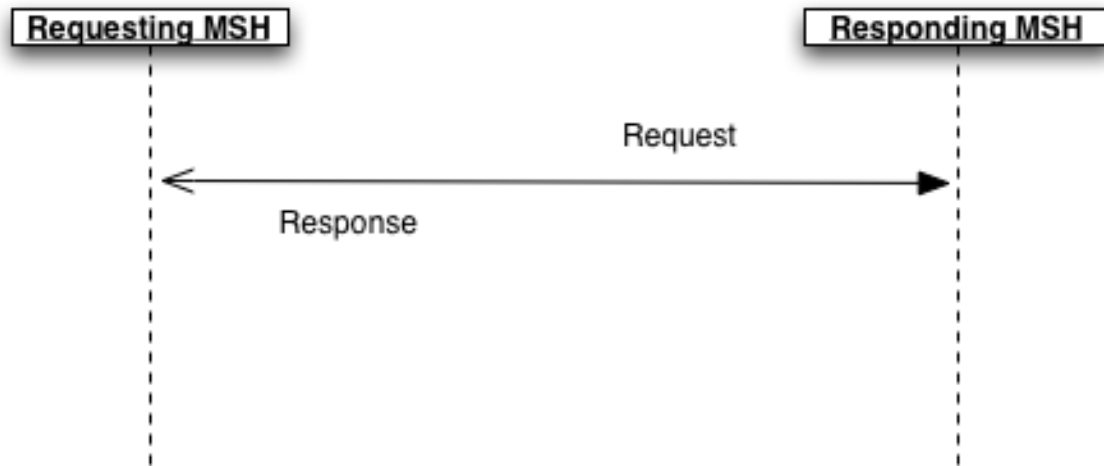 Requesting MSH
Responding MSH
Request
Response